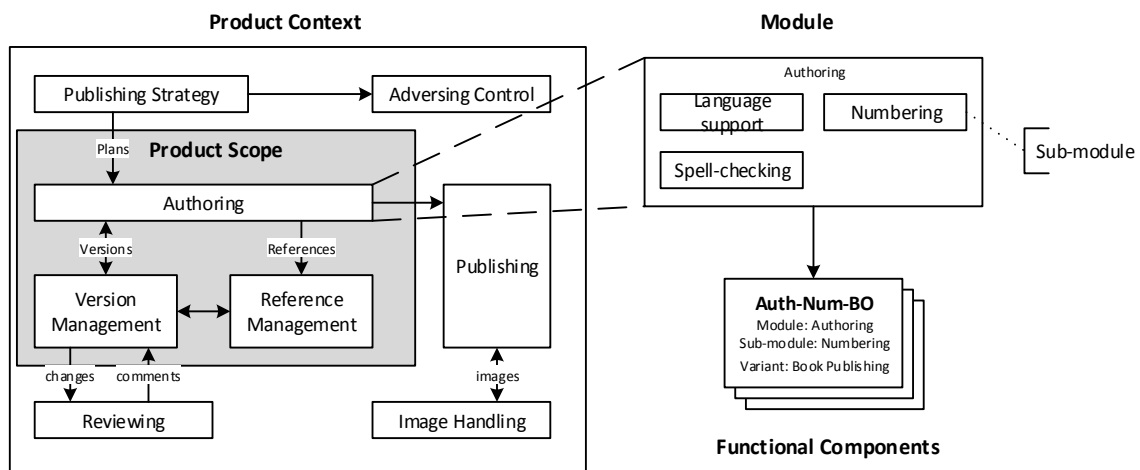 Product Context
Module
Publishing Strategy
Adversing Control
Plans
Product Scope
Authoring
Versions
References
Version
Management
Reference
Management
Publishing
changes
comments
images
Reviewing
Image Handling
Authoring
Language
support
Numbering
Spell-checking
Sub-module
Auth-Num-BO
Module: Authoring
Sub-module: Numbering
Variant: Book Publishing
Functional Components